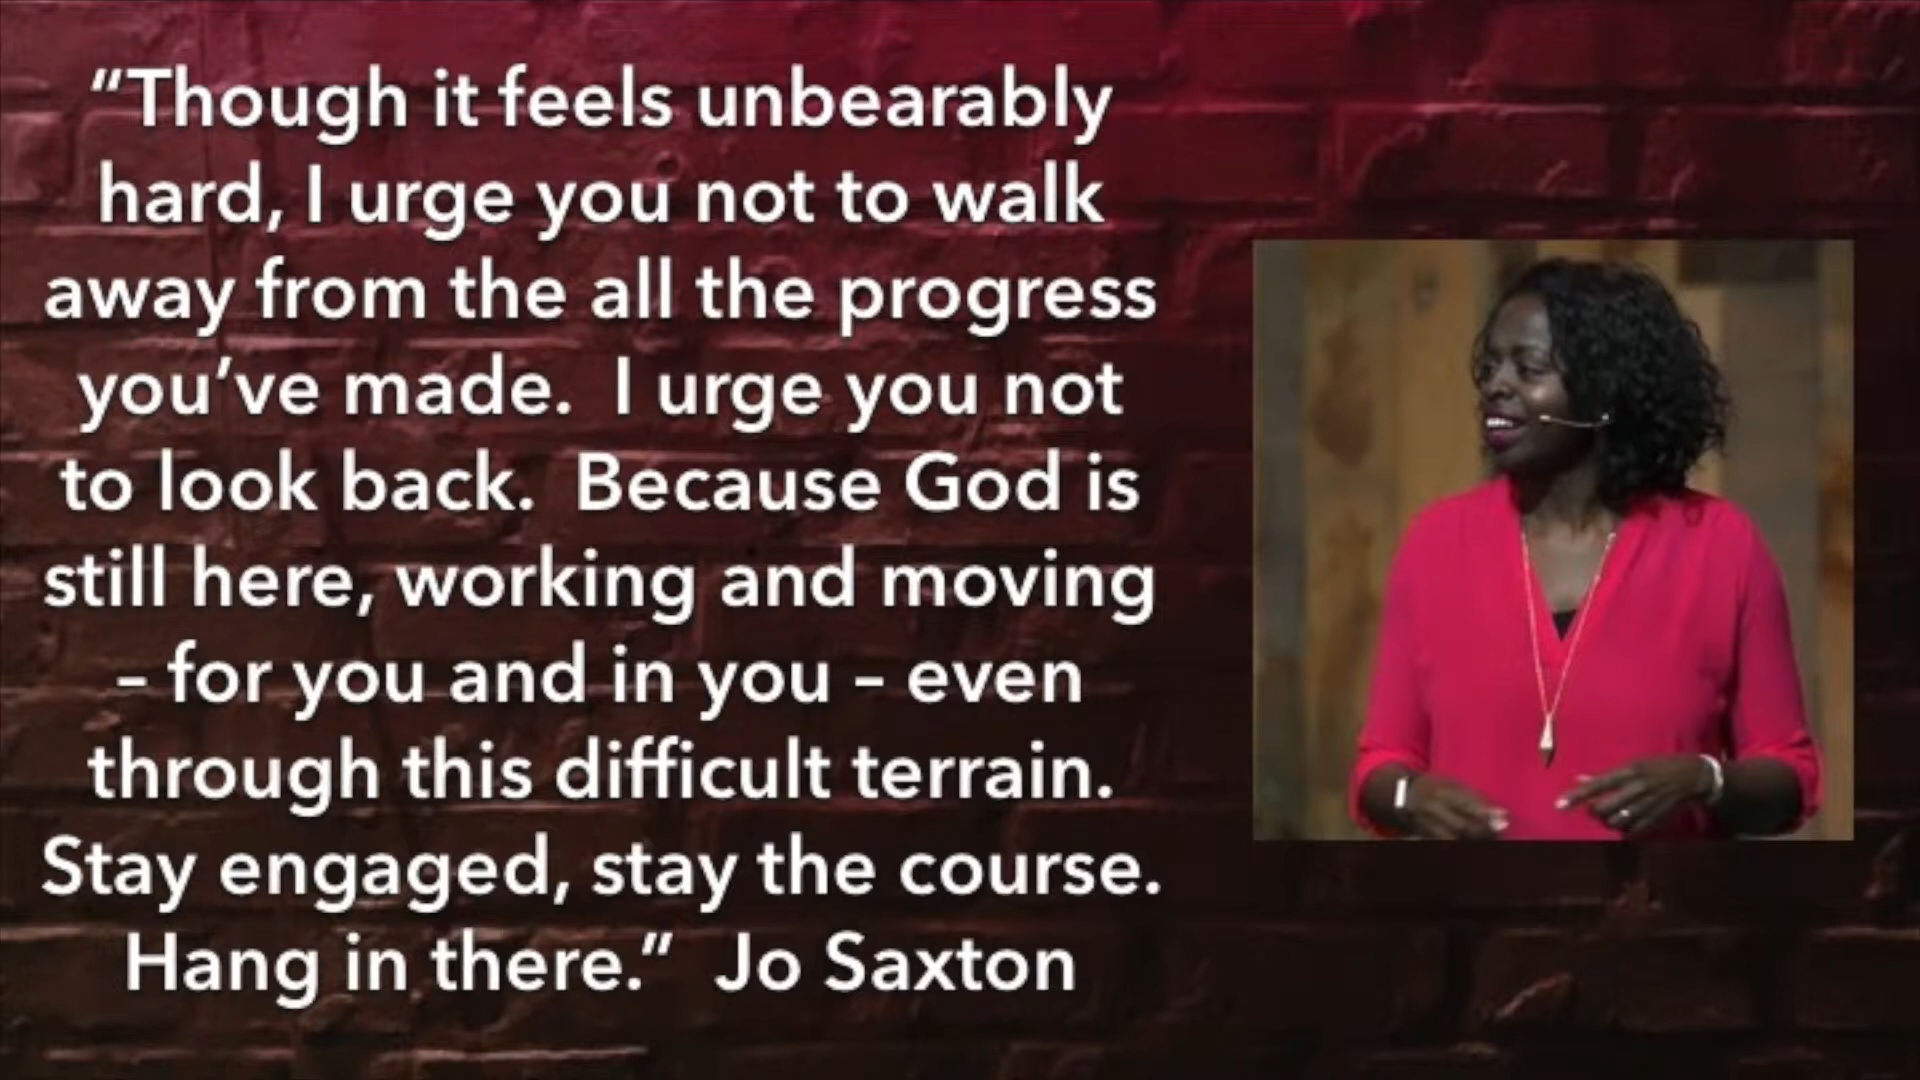 “Though it feels unbearably
hard, I urge you not to walk
away from the all the progress
you’ve made.  I urge you not
to look back.  Because God is
still here, working and moving
– for you and in you – even
through this difficult terrain.
Stay engaged, stay the course.
Hang in there.”  Jo Saxton